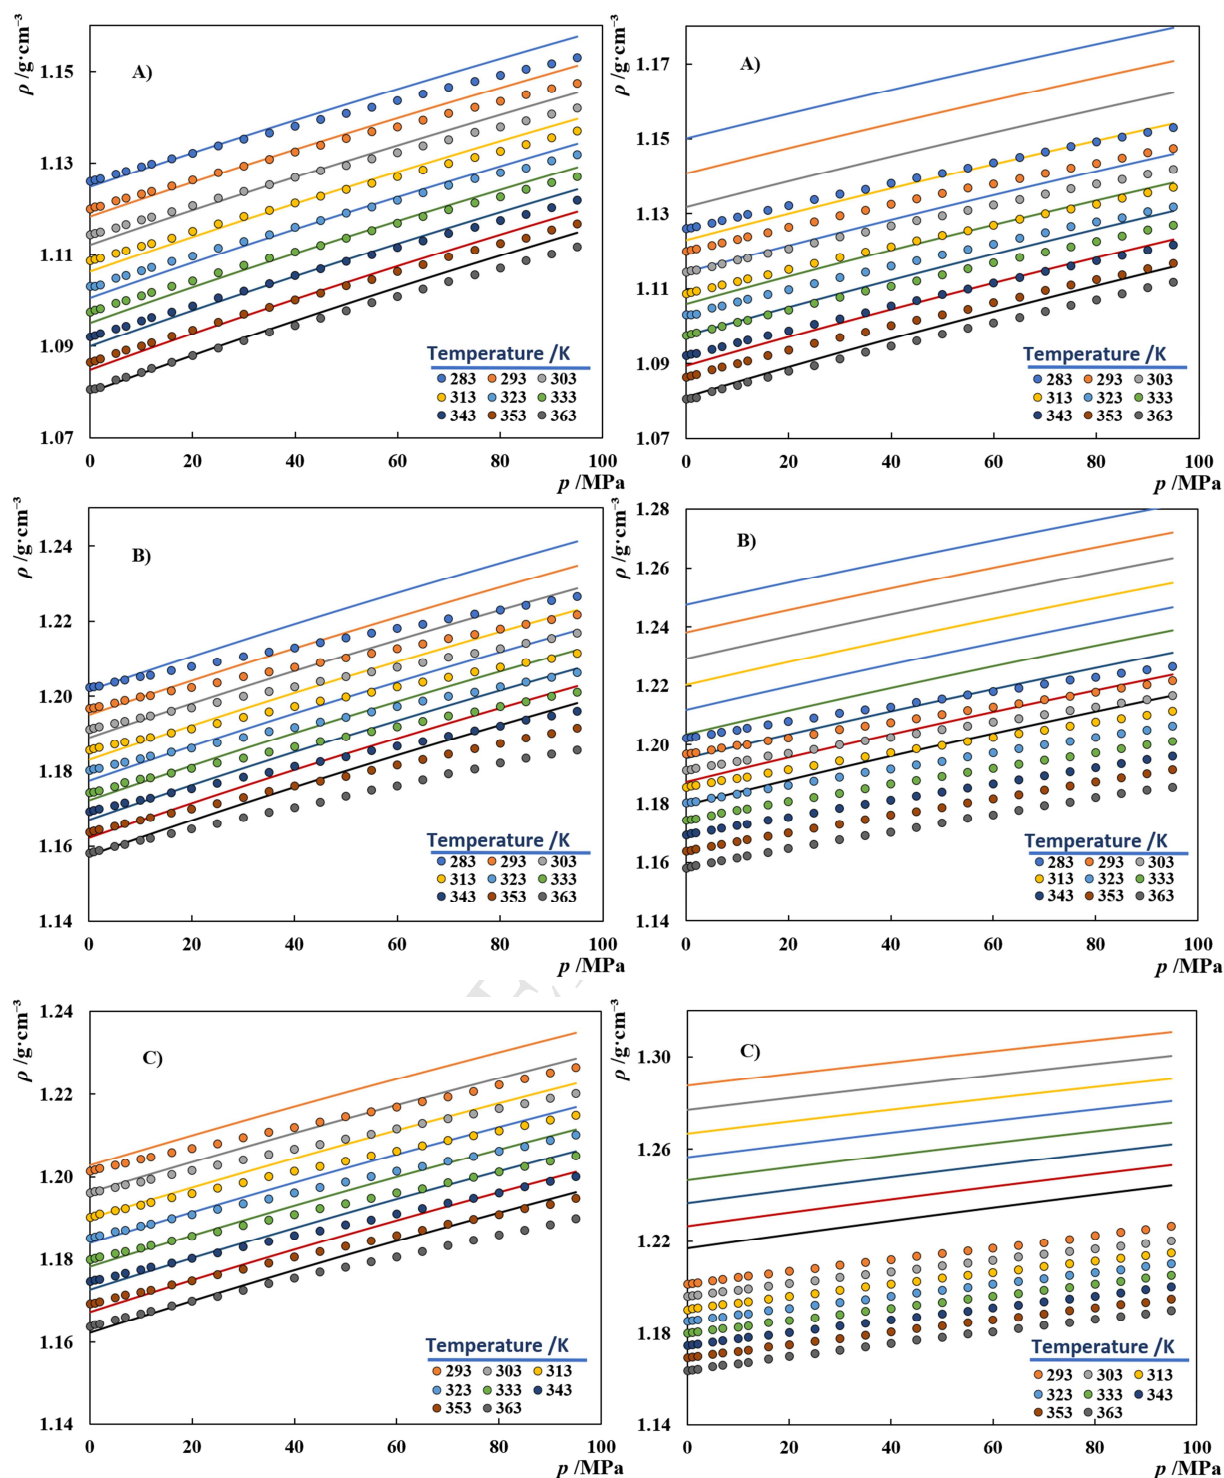 ρ /g·cm⁻³
A)
1.15
1.13
1.11
1.09
1.07
Temperature /K
283 293 303
313 323 333
343 353 363
0 20 40 60 80 100
p /MPa
ρ /g·cm⁻³
A)
1.17
1.15
1.13
1.11
1.09
1.07
Temperature /K
283 293 303
313 323 333
343 353 363
0 20 40 60 80 100
p /MPa
ρ /g·cm⁻³
B)
1.24
1.22
1.20
1.18
1.16
1.14
Temperature /K
283 293 303
313 323 333
343 353 363
0 20 40 60 80 100
p /MPa
ρ /g·cm⁻³
B)
1.28
1.26
1.24
1.22
1.20
1.18
1.16
1.14
Temperature /K
283 293 303
313 323 333
343 353 363
0 20 40 60 80 100
p /MPa
ρ /g·cm⁻³
C)
1.24
1.22
1.20
1.18
1.16
1.14
Temperature /K
293 303 313
323 333 343
353 363
0 20 40 60 80 100
p /MPa
ρ /g·cm⁻³
C)
1.30
1.26
1.22
1.18
1.14
Temperature /K
293 303 313
323 333 343
353 363
0 20 40 60 80 100
p /MPa